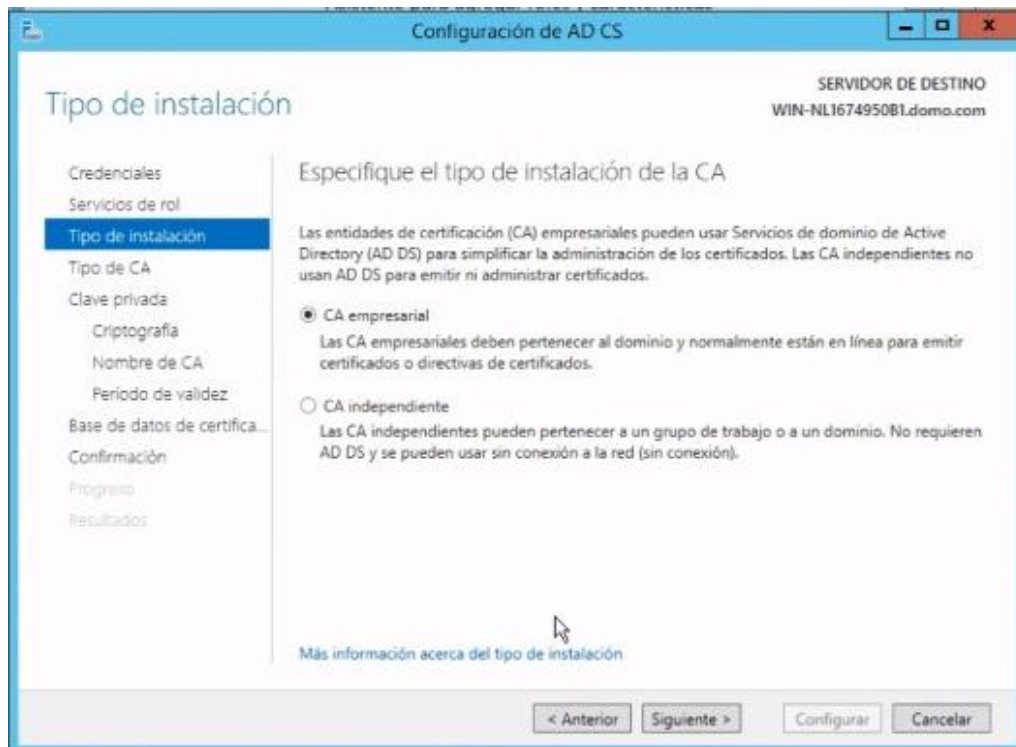 Configuración de AD CS
Tipo de instalación
SERVIDOR DE DESTINO
WIN-NL1674950B1.domo.com
Credenciales
Servicios de rol
Tipo de instalación
Tipo de CA
Clave privada
Criptografía
Nombre de CA
Período de validez
Base de datos de certifica...
Confirmación
Progreso
Resultados
Especifique el tipo de instalación de la CA
Las entidades de certificación (CA) empresariales pueden usar Servicios de dominio de Active
Directory (AD DS) para simplificar la administración de los certificados. Las CA independientes no
usan AD DS para emitir ni administrar certificados.
CA empresarial
Las CA empresariales deben pertenecer al dominio y normalmente están en línea para emitir
certificados o directivas de certificados.
CA independiente
Las CA independientes pueden pertenecer a un grupo de trabajo o a un dominio. No requieren
AD DS y se pueden usar sin conexión a la red (sin conexión).
Más información acerca del tipo de instalación
< Anterior
Siguiente >
Configurar
Cancelar